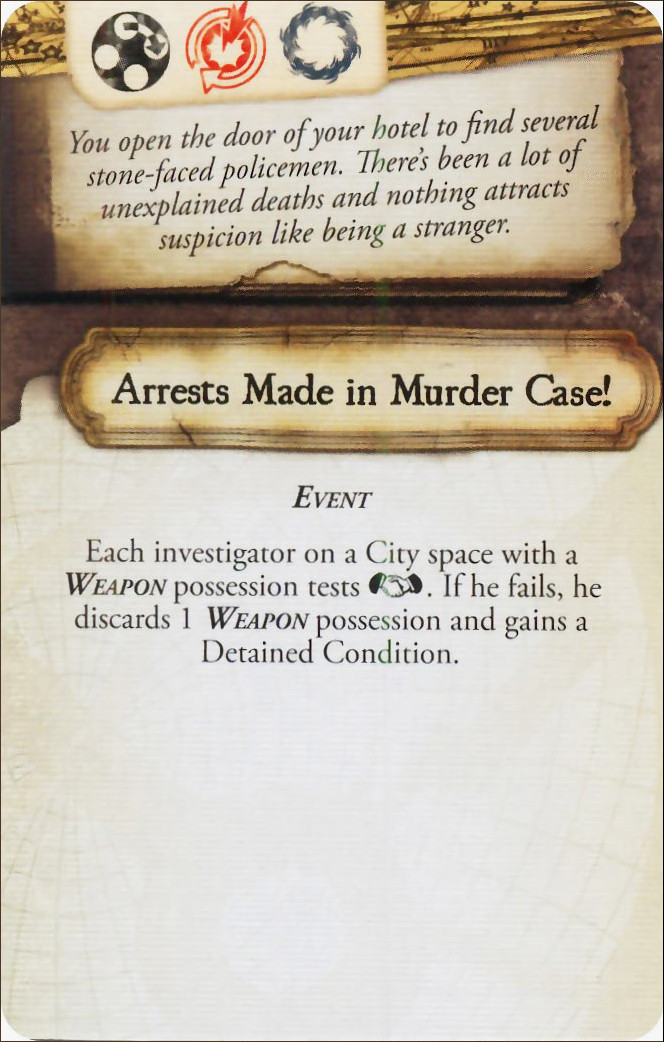 You open the door of your hotel to find several
stone-faced policemen. There's been a lot of
unexplained deaths and nothing attracts
suspicion like being a stranger.
Arrests Made in Murder Case!
EVENT
Each investigator on a City space with a
WEAPON possession tests . If he fails, he
discards 1 WEAPON possession and gains a
Detained Condition.